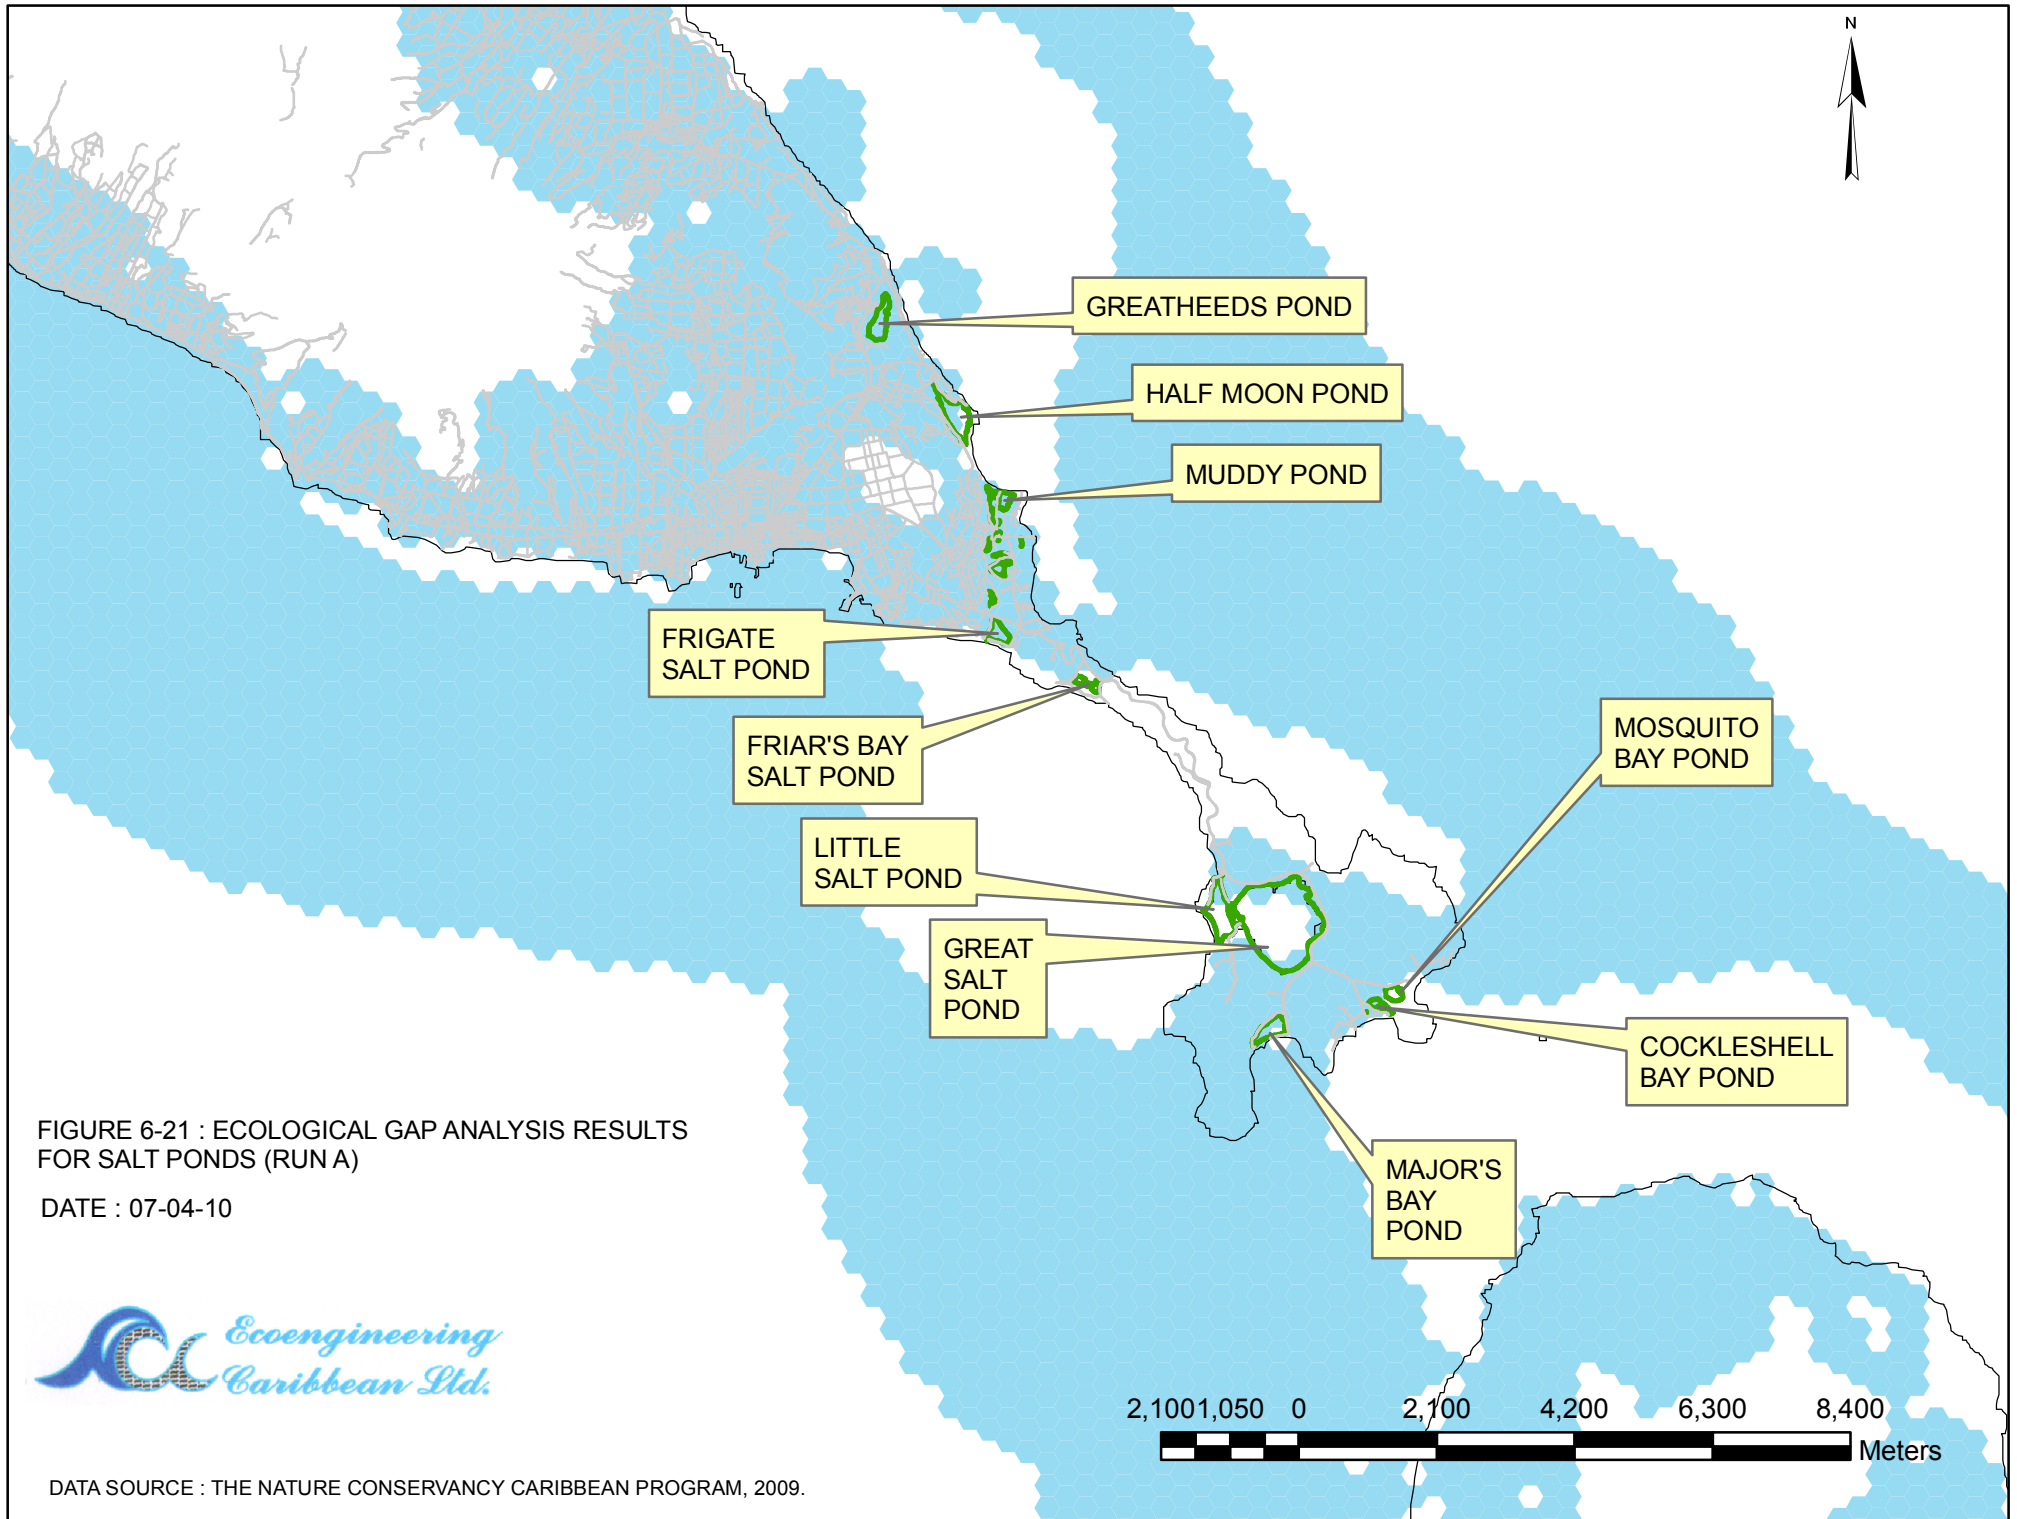 N
GREATHEEDS POND
HALF MOON POND
MUDDY POND
FRIGATE
SALT POND
FRIAR'S BAY
SALT POND
MOSQUITO
BAY POND
LITTLE
SALT POND
GREAT
SALT
POND
COCKLESHELL
BAY POND
MAJOR'S
BAY
POND
FIGURE 6-21 : ECOLOGICAL GAP ANALYSIS RESULTS
FOR SALT PONDS (RUN A)
DATE : 07-04-10
Ecoengineering
Caribbean Ltd.
2,100 1,050 0 2,100 4,200 6,300 8,400
Meters
DATA SOURCE : THE NATURE CONSERVANCY CARIBBEAN PROGRAM, 2009.